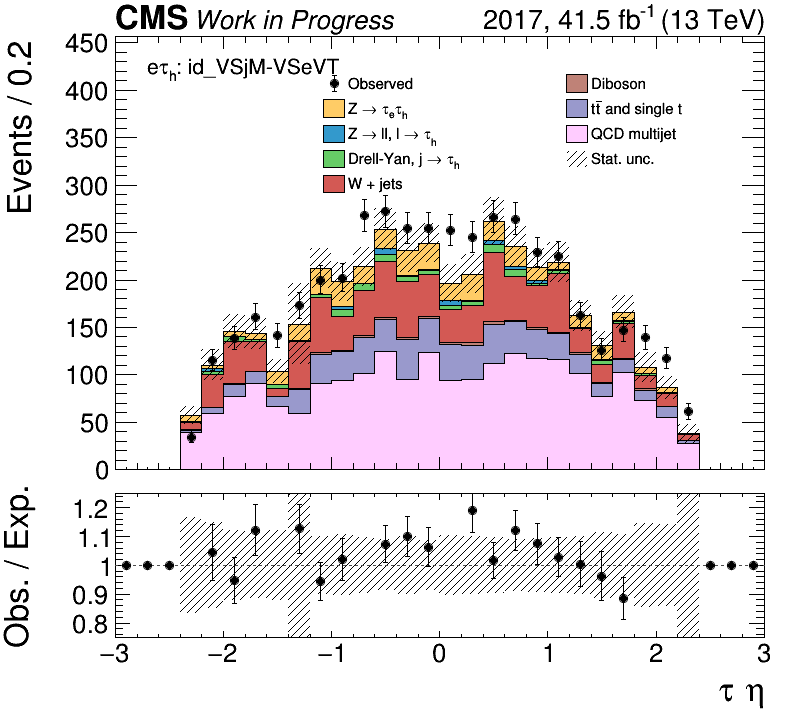 CMS Work in Progress 2017, 41.5 fb⁻¹ (13 TeV)
Events / 0.2
450
400
350
300
250
200
150
100
50
0
eτₕ: id_VSjM-VSeVT
Observed
Z → τₑτₕ
Z → ll, l → τₕ
Drell-Yan, j → τₕ
W + jets
Diboson
tt̄ and single t
QCD multijet
Stat. unc.
Obs. / Exp.
1.2
1.1
1
0.9
0.8
−3 −2 −1 0 1 2 3
τ η